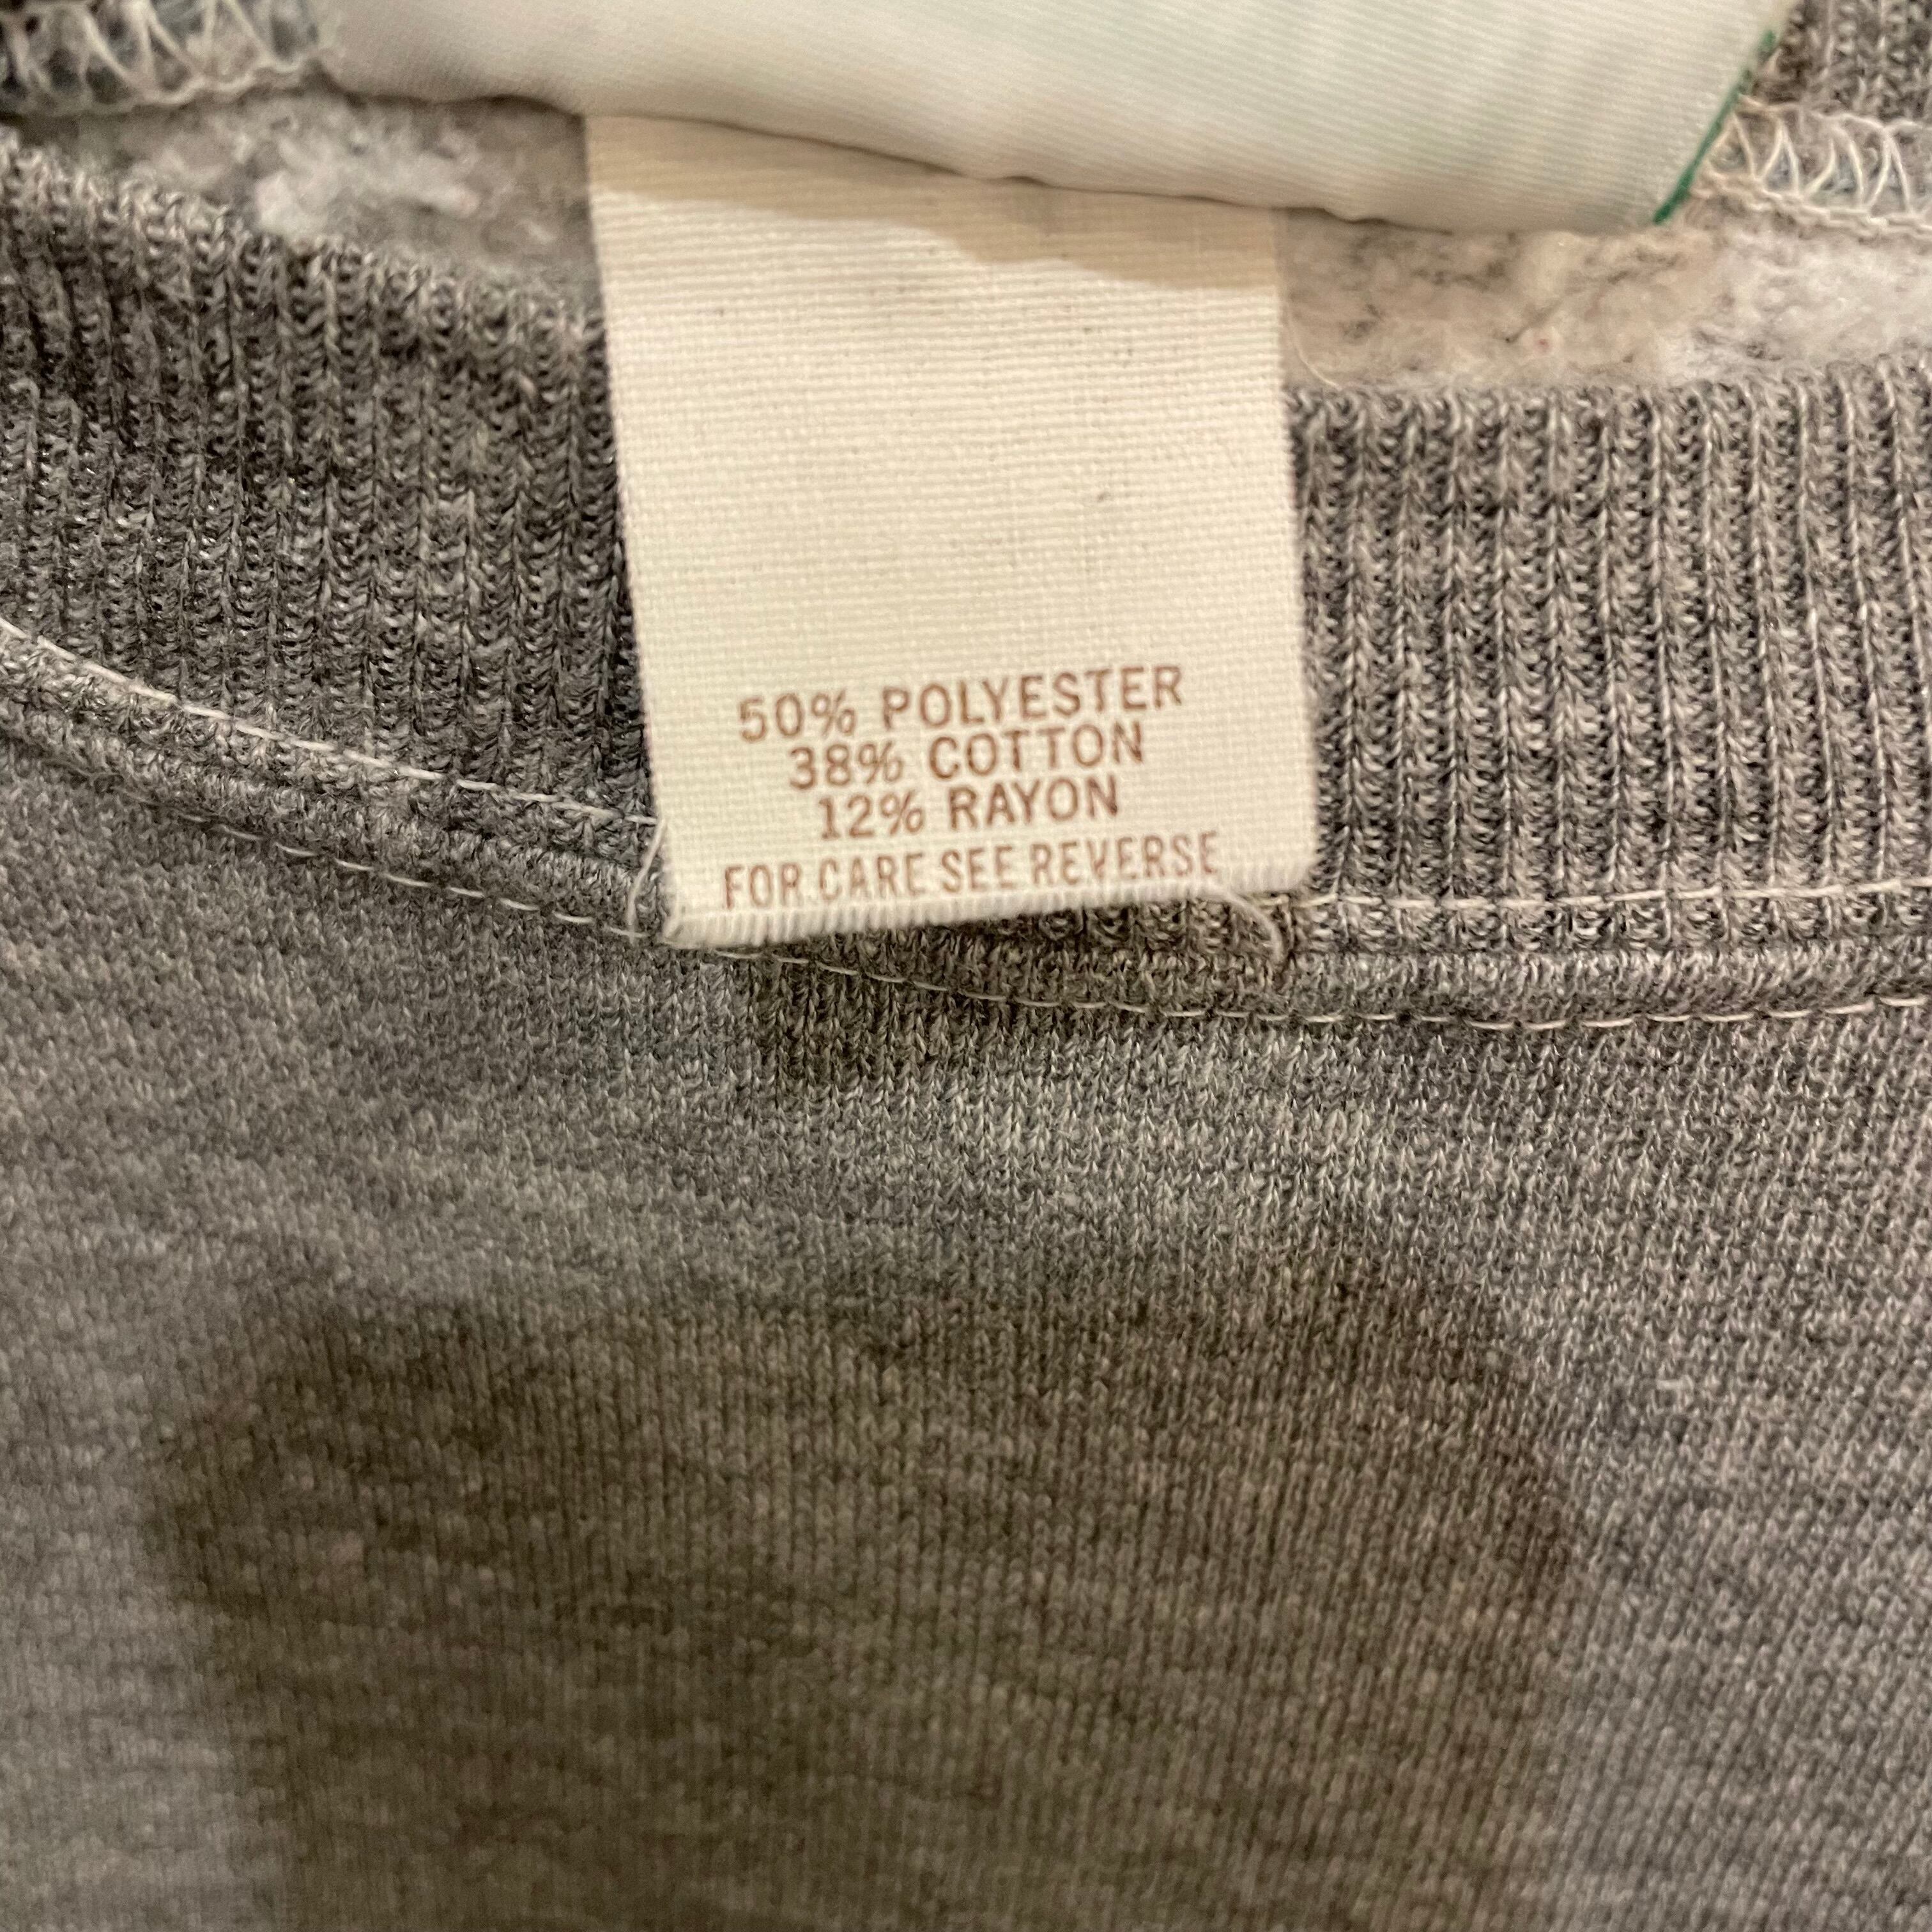 50% POLYESTER
38% COTTON
12% RAYON
FOR CARE SEE REVERSE